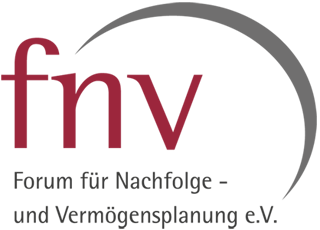 fnv
Forum für Nachfolge -
und Vermögensplanung e.V.